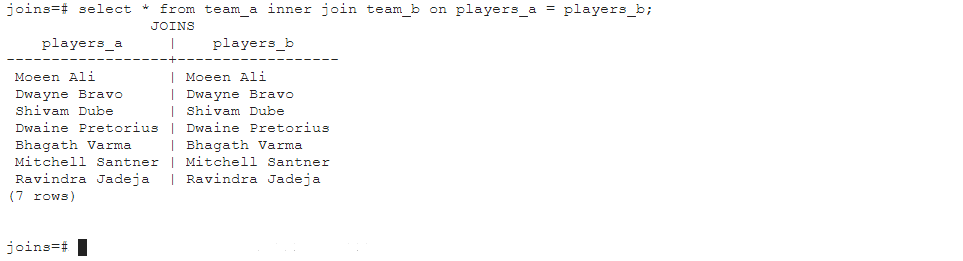 joins=# select * from team_a inner join team_b on players_a = players_b;
JOINS
players_a | players_b
------------------+------------------
Moeen Ali | Moeen Ali
Dwayne Bravo | Dwayne Bravo
Shivam Dube | Shivam Dube
Dwaine Pretorius | Dwaine Pretorius
Bhagath Varma | Bhagath Varma
Mitchell Santner | Mitchell Santner
Ravindra Jadeja | Ravindra Jadeja
(7 rows)
joins=#